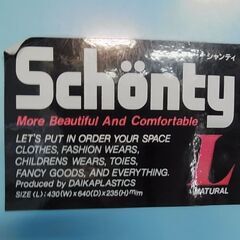 シャンティ
Schönty
More Beautiful And Comfortable
LET'S PUT IN ORDER YOUR SPACE
CLOTHES, FASHION WEARS,
CHILDRENS WEARS, TOIES,
FANCY GOODS, AND EVERYTHING.
Produced by DAIKAPLASTICS
SIZE (L): 430(W)×640(D)×235(H)mm
L
NATURAL